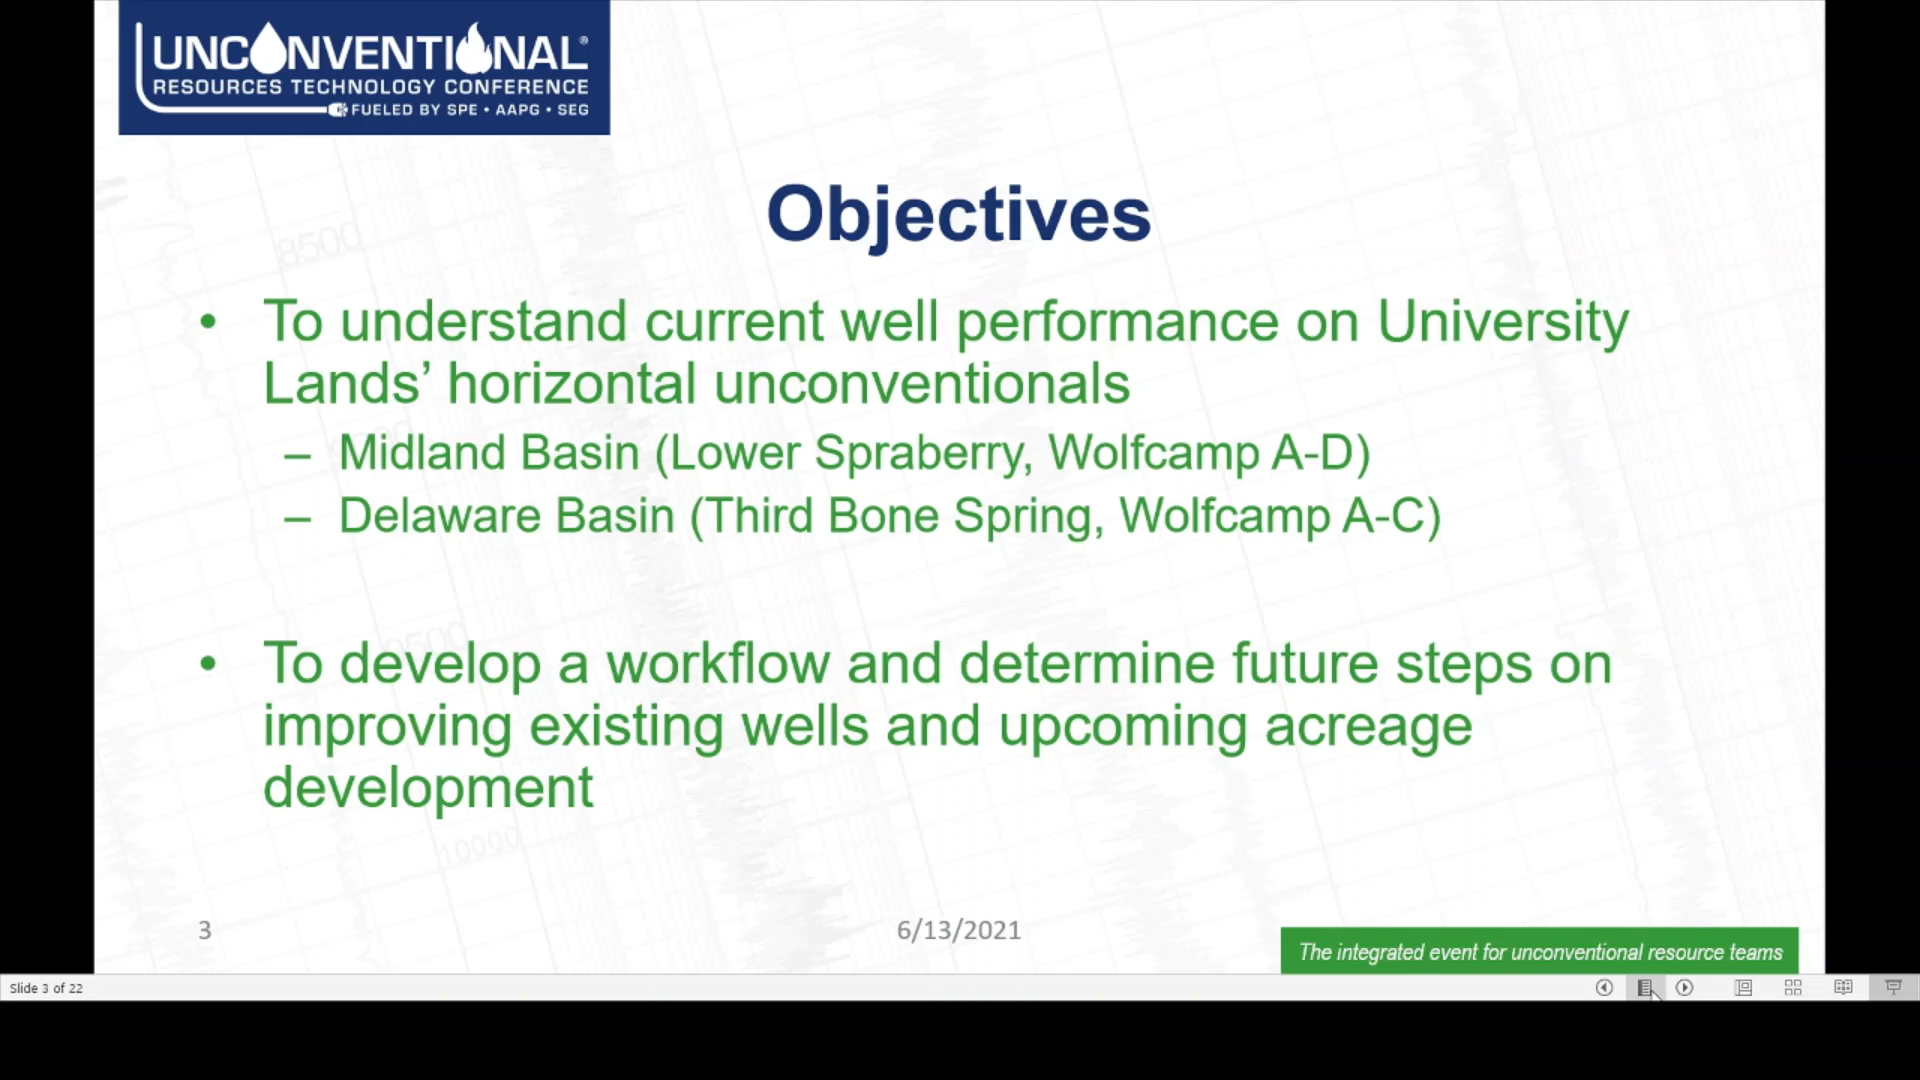 UNCONVENTIONAL®
RESOURCES TECHNOLOGY CONFERENCE
FUELED BY SPE • AAPG • SEG
Objectives
8500
• To understand current well performance on University
Lands’ horizontal unconventionals
– Midland Basin (Lower Spraberry, Wolfcamp A-D)
– Delaware Basin (Third Bone Spring, Wolfcamp A-C)
9500
• To develop a workflow and determine future steps on
improving existing wells and upcoming acreage
development
10000
3
6/13/2021
The integrated event for unconventional resource teams
Slide 3 of 22